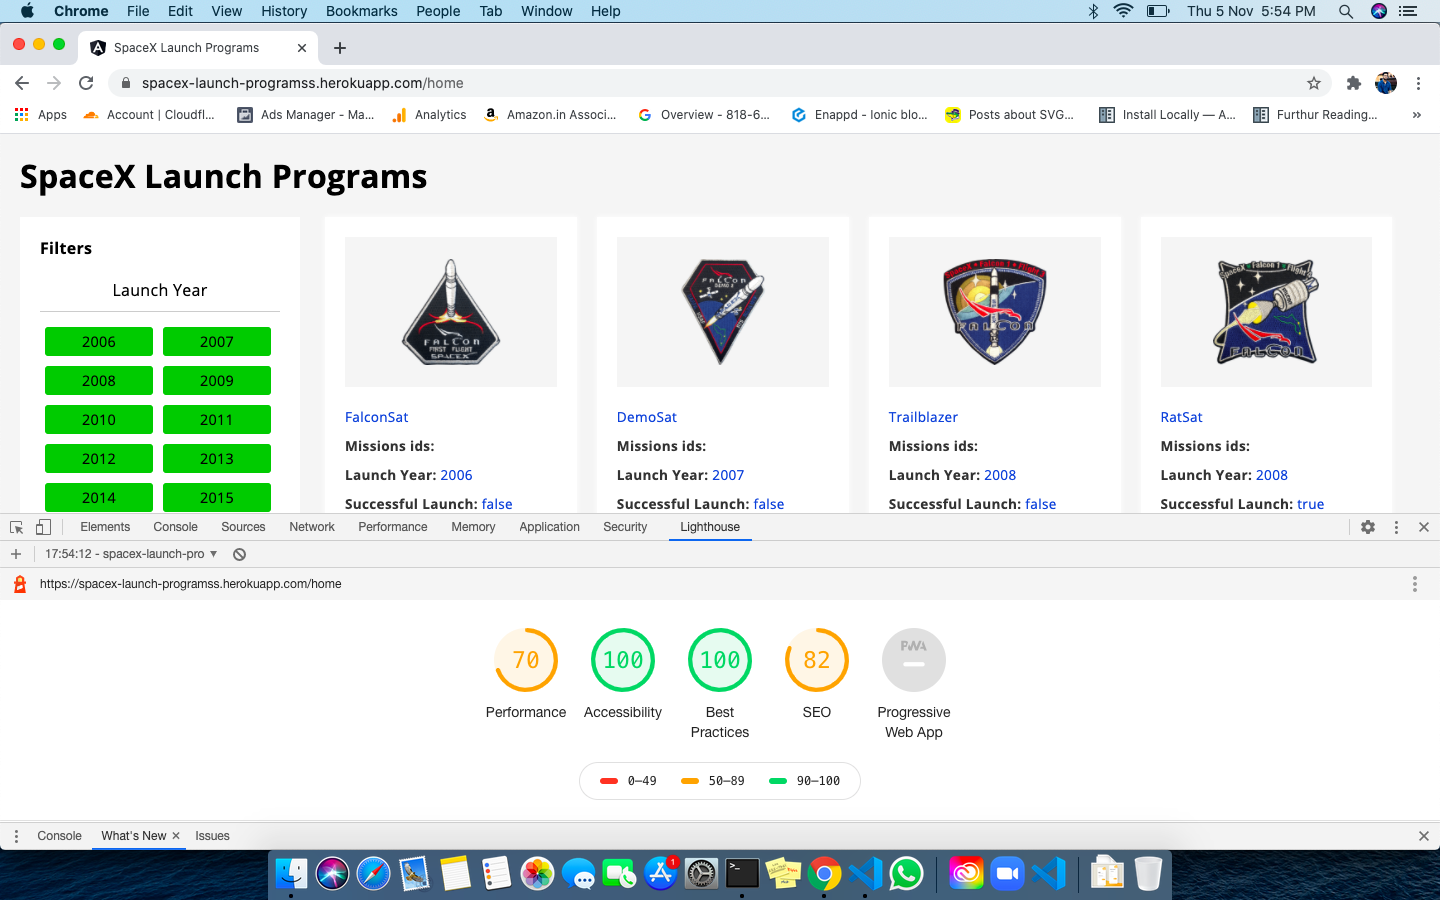 Chrome File Edit View History Bookmarks People Tab Window Help Thu 5 Nov 5:54 PM
SpaceX Launch Programs
spacex-launch-programss.herokuapp.com/home
Apps Account | Cloudfl... Ads Manager - Ma... Analytics Amazon.in Associ... Overview - 818-6... Enappd - Ionic blo... Posts about SVG... Install Locally — A... Furthur Reading... »
SpaceX Launch Programs
Filters
Launch Year
2006 2007
2008 2009
2010 2011
2012 2013
2014 2015
FALCON
FIRST FLIGHT
SPACEX
FalconSat
Missions ids:
Launch Year: 2006
Successful Launch: false
FALCON
DEMO 2
DemoSat
Missions ids:
Launch Year: 2007
Successful Launch: false
FALCON
Trailblazer
Missions ids:
Launch Year: 2008
Successful Launch: false
SpaceX Falcon 1 Flight
FALCON
RatSat
Missions ids:
Launch Year: 2008
Successful Launch: true
Elements Console Sources Network Performance Memory Application Security Lighthouse
17:54:12 - spacex-launch-pro
https://spacex-launch-programss.herokuapp.com/home
70 100 100 82 PWA
Performance Accessibility Best Practices SEO Progressive Web App
0–49 50–89 90–100
Console What's New Issues
1